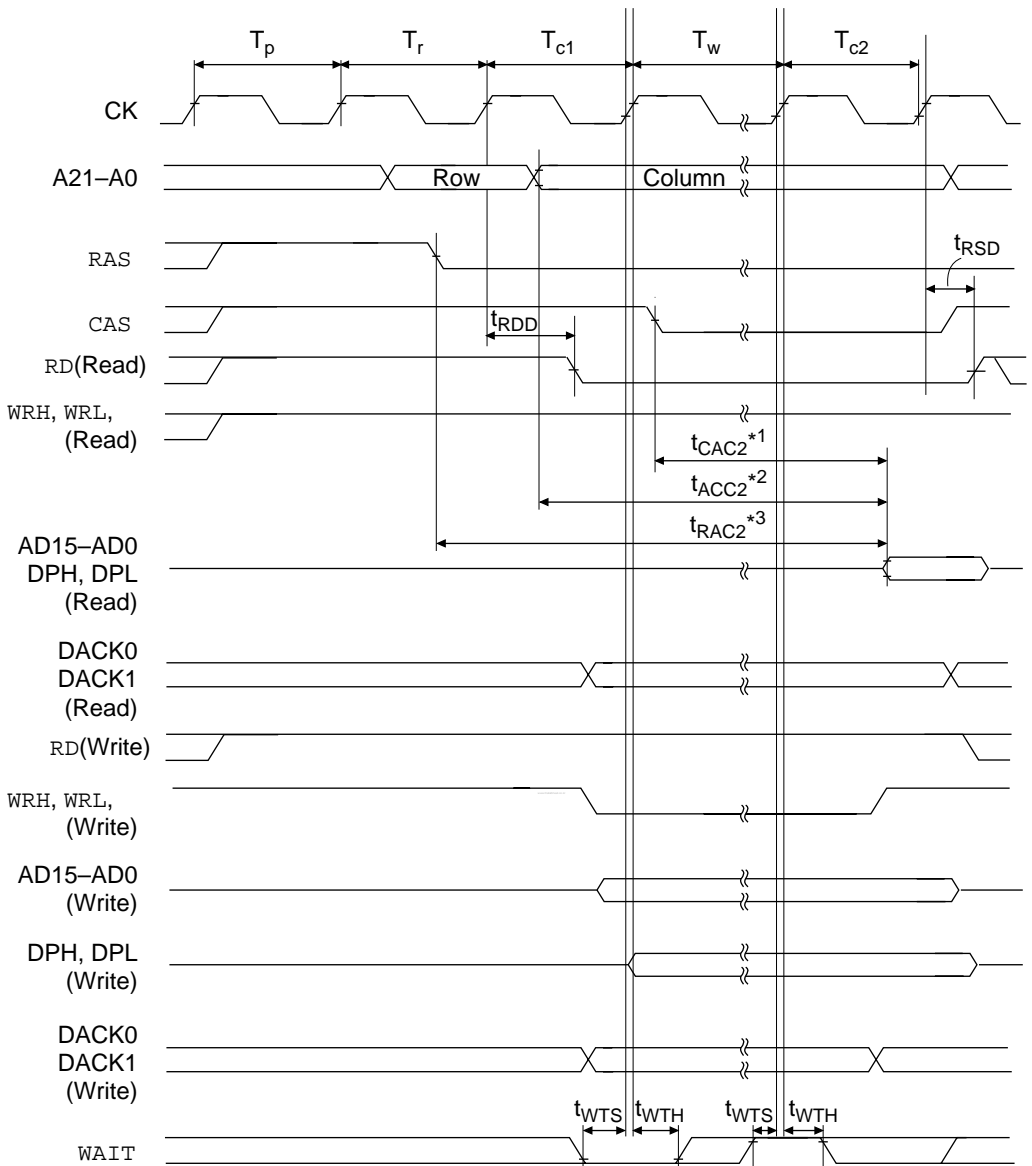 Tp Tr Tc1 Tw Tc2
CK
A21–A0 Row Column
RAS
tRSD
CAS
tRDD
RD(Read)
WRH, WRL,
(Read)
tCAC2*1
tACC2*2
tRAC2*3
AD15–AD0
DPH, DPL
(Read)
DACK0
DACK1
(Read)
RD(Write)
WRH, WRL,
(Write)
AD15–AD0
(Write)
DPH, DPL
(Write)
DACK0
DACK1
(Write)
tWTS tWTH tWTS tWTH
WAIT